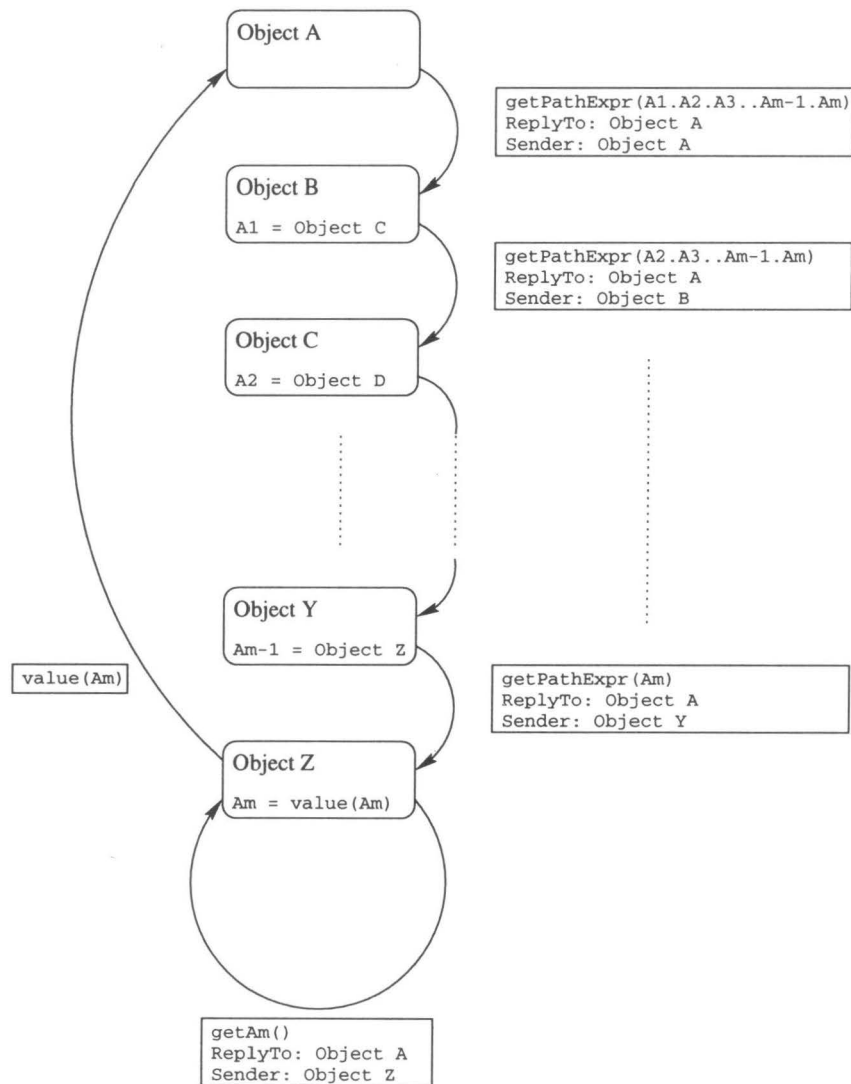 Object A
getPathExpr(A1.A2.A3..Am-1.Am)
ReplyTo: Object A
Sender: Object A
Object B
A1 = Object C
getPathExpr(A2.A3..Am-1.Am)
ReplyTo: Object A
Sender: Object B
Object C
A2 = Object D
Object Y
Am-1 = Object Z
value(Am)
getPathExpr(Am)
ReplyTo: Object A
Sender: Object Y
Object Z
Am = value(Am)
getAm()
ReplyTo: Object A
Sender: Object Z